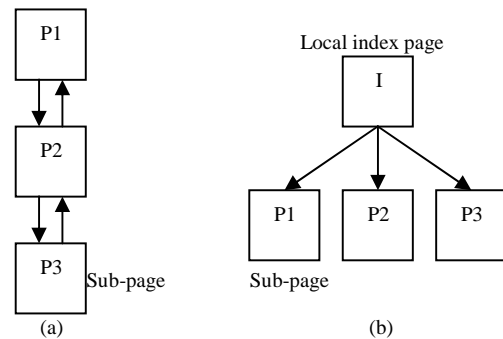 P1
P2
P3
Sub-page
(a)
Local index page
I
P1 P2 P3
Sub-page
(b)